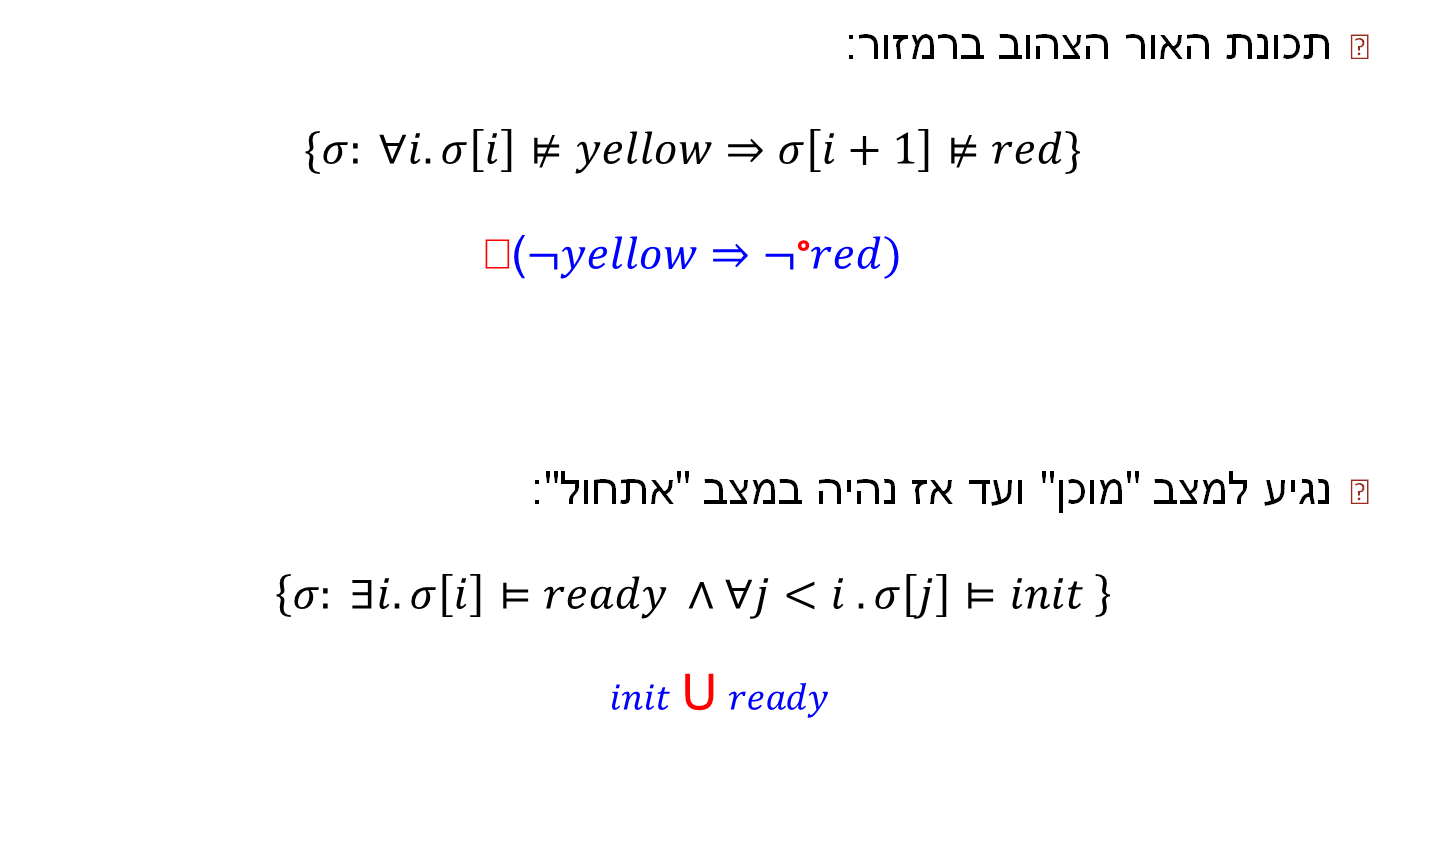 תכונת האור הצהוב ברמזור:
{σ: ∀i. σ[i] ⊭ yellow ⇒ σ[i + 1] ⊭ red}
□(¬yellow ⇒ ¬°red)
נגיע למצב "מוכן" ועד אז נהיה במצב "אתחול":
{σ: ∃i. σ[i] ⊨ ready ∧ ∀j < i . σ[j] ⊨ init }
init U ready